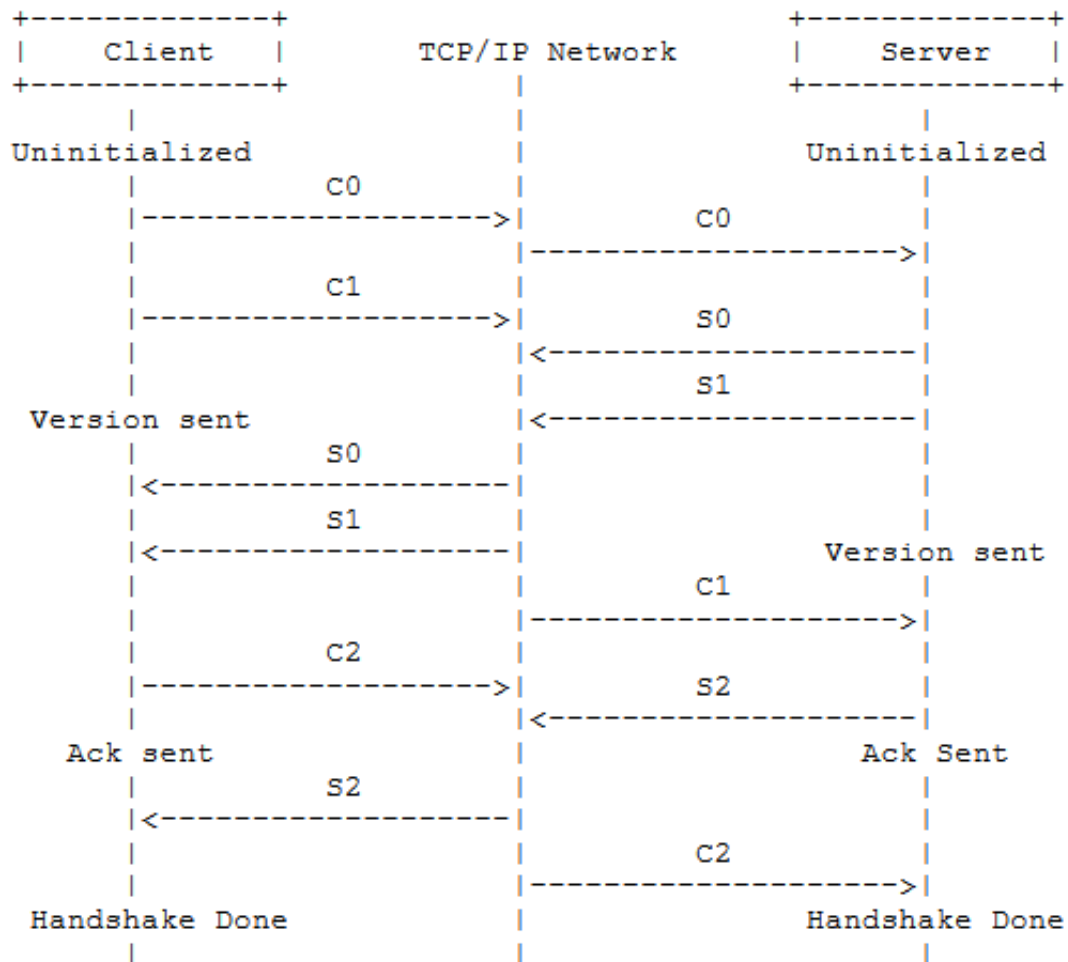 +-------------+                            +-------------+
|    Client   |       TCP/IP Network       |    Server   |
+-------------+             |              +-------------+
      |                     |                     |
Uninitialized               |               Uninitialized
      |          C0         |                     |
      |------------------->|         C0          |
      |                     |-------------------->|
      |          C1         |                     |
      |------------------->|         S0          |
      |                     |<--------------------|
      |                     |         S1          |
 Version sent               |<--------------------|
      |          S0         |                     |
      |<-------------------|                     |
      |          S1         |                     |
      |<-------------------|                Version sent
      |                     |         C1          |
      |                     |-------------------->|
      |          C2         |                     |
      |------------------->|         S2          |
      |                     |<--------------------|
   Ack sent                 |                  Ack Sent
      |          S2         |                     |
      |<-------------------|                     |
      |                     |         C2          |
      |                     |-------------------->|
 Handshake Done             |               Handshake Done
      |                     |                     |